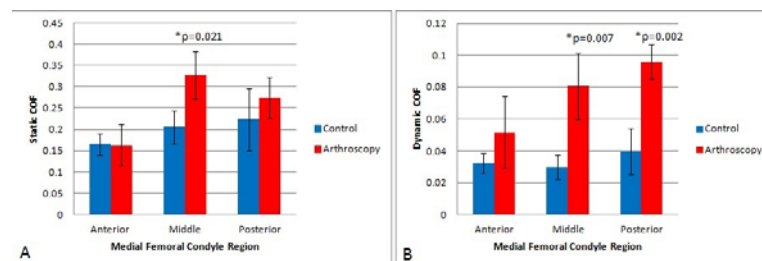 0.45
0.4
0.35
0.3
0.25
0.2
0.15
0.1
0.05
0
Static COF
*p=0.021
Anterior Middle Posterior
Medial Femoral Condyle Region
Control
Arthroscopy
A
0.12
0.1
0.08
0.06
0.04
0.02
0
Dynamic COF
*p=0.007
*p=0.002
Anterior Middle Posterior
Medial Femoral Condyle Region
Control
Arthroscopy
B